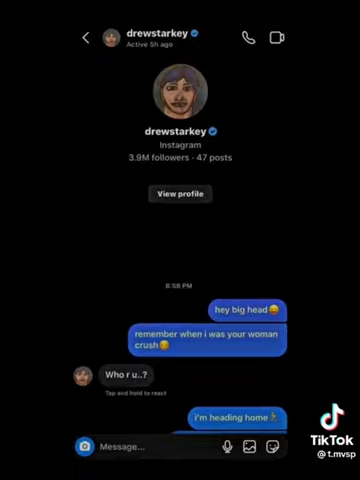 drewstarkey
Active 5h ago
drewstarkey
Instagram
3.9M followers · 47 posts
View profile
8:58 PM
hey big head😄
remember when i was your woman
crush😔
Who r u..?
Tap and hold to react
i'm heading home🚶
Message...
TikTok
@t.mvsp